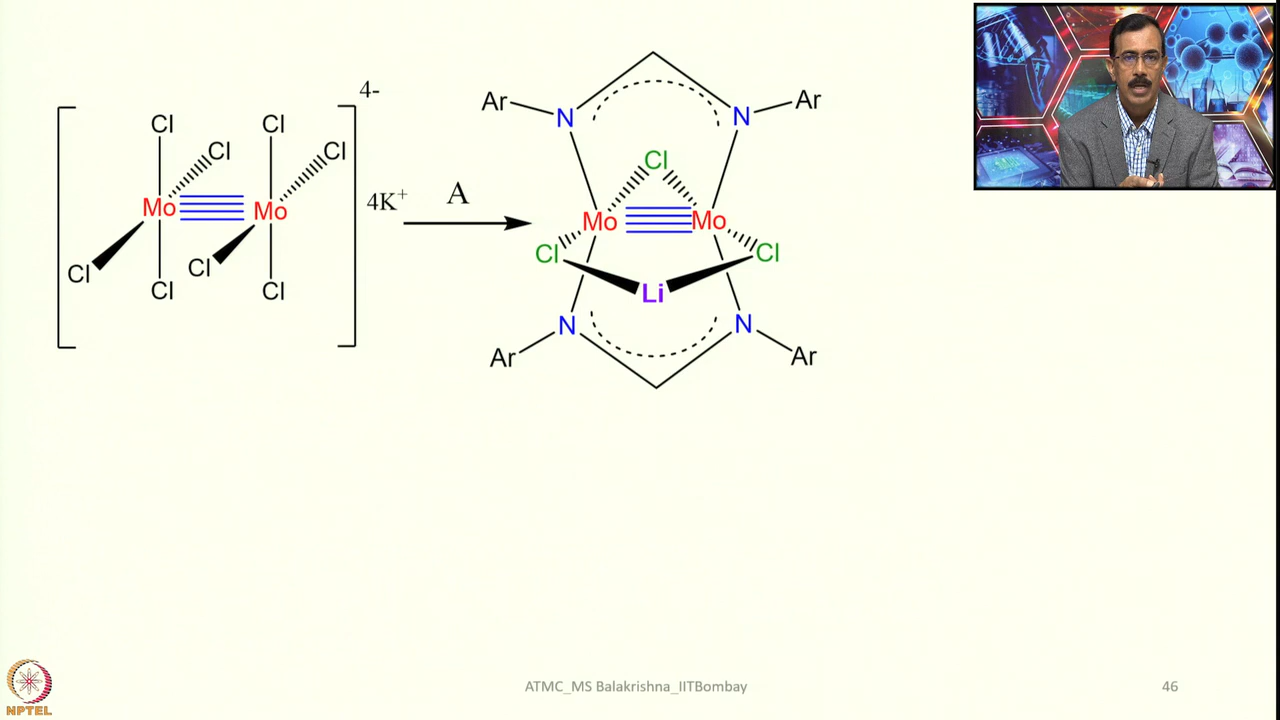 4-
Cl Cl
Cl Cl
Mo Mo
Cl Cl
Cl Cl
4K+
A
Ar N N Ar
Cl
Mo Mo
Cl Cl
Li
N N
Ar Ar
NPTEL
ATMC_MS Balakrishna_IITBombay
46